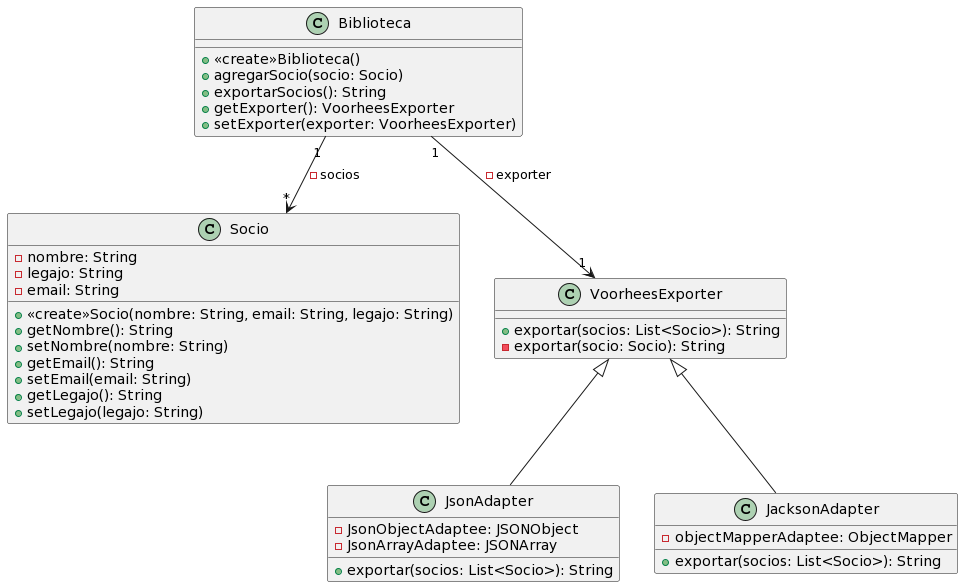 C Biblioteca
«create»Biblioteca()
agregarSocio(socio: Socio)
exportarSocios(): String
getExporter(): VoorheesExporter
setExporter(exporter: VoorheesExporter)
1
1
socios
exporter
*
1
C Socio
nombre: String
legajo: String
email: String
«create»Socio(nombre: String, email: String, legajo: String)
getNombre(): String
setNombre(nombre: String)
getEmail(): String
setEmail(email: String)
getLegajo(): String
setLegajo(legajo: String)
C VoorheesExporter
exportar(socios: List<Socio>): String
exportar(socio: Socio): String
C JsonAdapter
JsonObjectAdaptee: JSONObject
JsonArrayAdaptee: JSONArray
exportar(socios: List<Socio>): String
C JacksonAdapter
objectMapperAdaptee: ObjectMapper
exportar(socios: List<Socio>): String